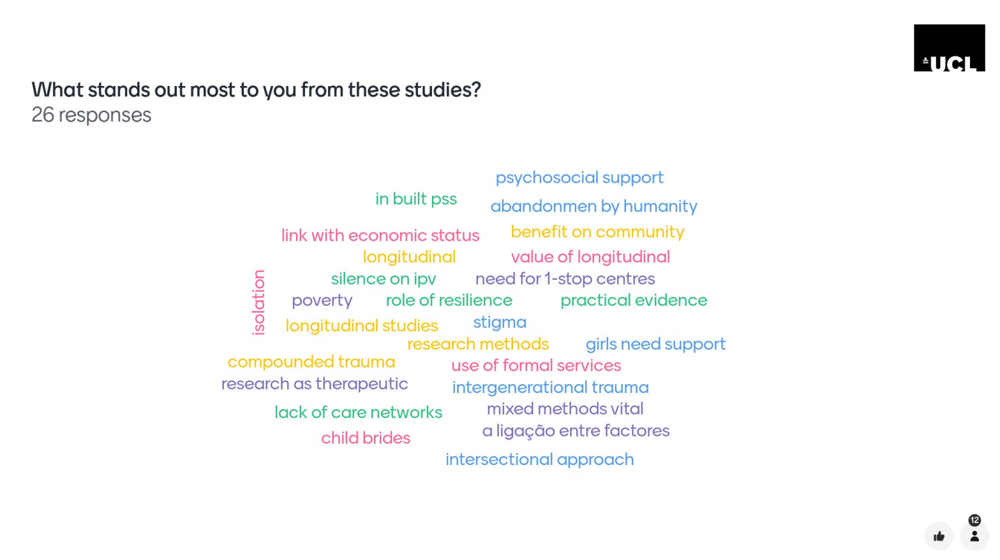 UCL
What stands out most to you from these studies?
26 responses
psychosocial support
in built pss
abandonmen by humanity
link with economic status
benefit on community
longitudinal
value of longitudinal
isolation
silence on ipv
need for 1-stop centres
poverty
role of resilience
practical evidence
longitudinal studies
stigma
research methods
girls need support
compounded trauma
use of formal services
research as therapeutic
intergenerational trauma
lack of care networks
mixed methods vital
a ligação entre factores
child brides
intersectional approach
12